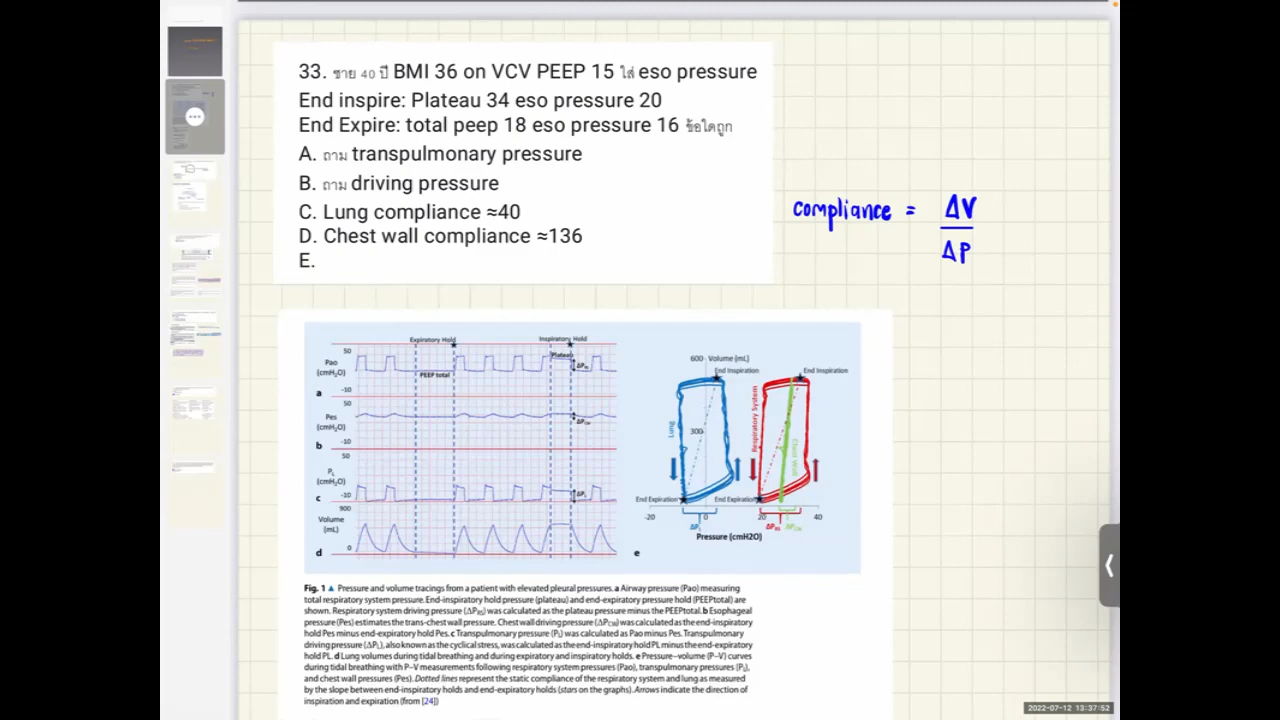 33. ชาย 40 ปี BMI 36 on VCV PEEP 15 ใส่ eso pressure
End inspire: Plateau 34 eso pressure 20
End Expire: total peep 18 eso pressure 16 ข้อใดถูก
A. ถาม transpulmonary pressure
B. ถาม driving pressure
C. Lung compliance ≈40
D. Chest wall compliance ≈136
E.
compliance = ΔV
ΔP
Expiratory Hold
Inspiratory Hold
50
Pao
(cmH2O)
-10
Plateau
ΔPRS
PEEP total
a
50
Pes
(cmH2O)
-10
ΔPCW
b
50
PL
(cmH2O)
-10
ΔPL
c
900
Volume
(mL)
0
d
600
Volume (mL)
End Inspiration
End Inspiration
Lung
300
Respiratory System
Chest Wall
End Expiration
End Expiration
-20
0
20
40
ΔPL
ΔPRS
ΔPCW
Pressure (cmH2O)
e
Fig. 1 ▲ Pressure and volume tracings from a patient with elevated pleural pressures. a Airway pressure (Pao) measuring
total respiratory system pressure. End-inspiratory hold pressure (plateau) and end-expiratory hold pressure (PEEPtotal) are
shown. Respiratory system driving pressure (ΔPRS) was calculated as the plateau pressure minus the PEEPtotal. b Esophageal
pressure (Pes) estimates the trans-chest wall pressure. Chest wall driving pressure (ΔPCW) was calculated as the end-inspiratory
hold Pes minus end-expiratory hold Pes. c Transpulmonary pressure (PL) was calculated as Pao minus Pes. Transpulmonary
driving pressure (ΔPL), also known as the cyclical stress, was calculated as the end-inspiratory hold PL minus the end-expiratory
hold PL. d Lung volumes during tidal breathing and during expiratory and inspiratory holds. e Pressure–volume (P–V) curves
during tidal breathing with P–V measurements following respiratory system pressures (Pao), transpulmonary pressures (PL),
and chest wall pressures (Pes). Dotted lines represent the static compliance of the respiratory system and lung as measured
by the slope between end-inspiratory holds and end-expiratory holds (stars on the graphs). Arrows indicate the direction of
inspiration and expiration (from [24])
2022-07-12 13:37:52